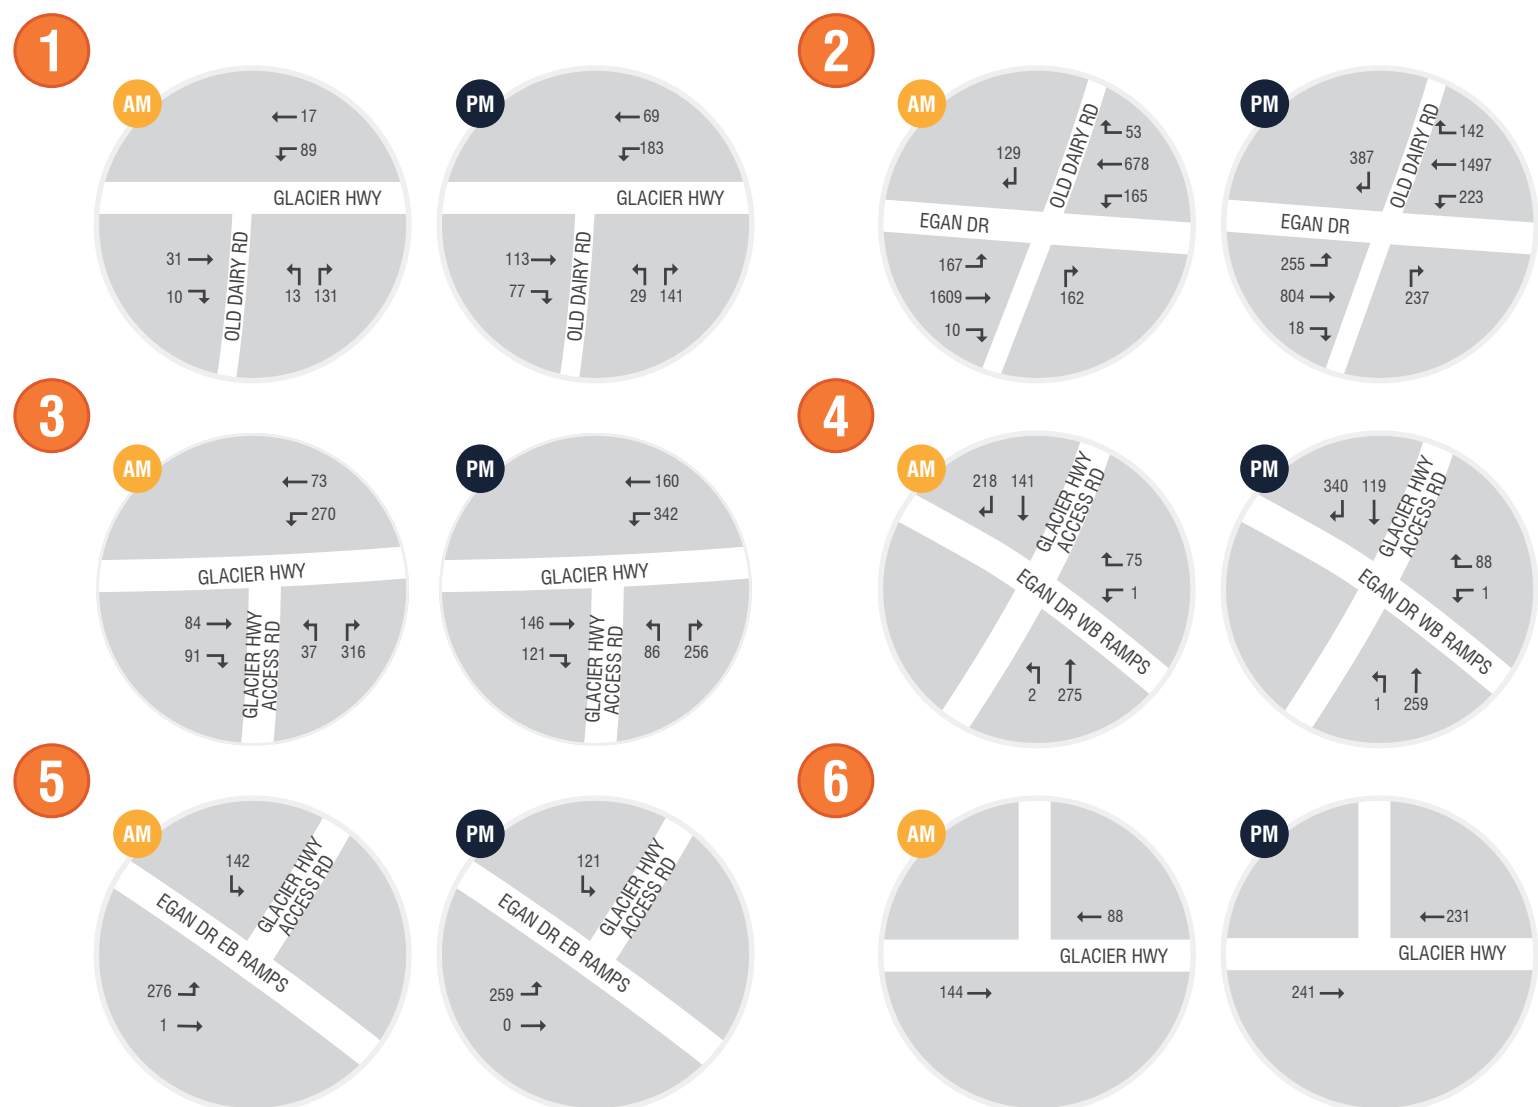 1
AM
17
89
GLACIER HWY
OLD DAIRY RD
31
10
13
131
PM
69
183
GLACIER HWY
OLD DAIRY RD
113
77
29
141
2
AM
OLD DAIRY RD
129
53
678
165
EGAN DR
167
1609
10
162
PM
OLD DAIRY RD
387
142
1497
223
EGAN DR
255
804
18
237
3
AM
73
270
GLACIER HWY
GLACIER HWY
ACCESS RD
84
91
37
316
PM
160
342
GLACIER HWY
GLACIER HWY
ACCESS RD
146
121
86
256
4
AM
218
141
GLACIER HWY
ACCESS RD
75
1
EGAN DR WB RAMPS
2
275
PM
340
119
GLACIER HWY
ACCESS RD
88
1
EGAN DR WB RAMPS
1
259
5
AM
142
GLACIER HWY
ACCESS RD
EGAN DR EB RAMPS
276
1
PM
121
GLACIER HWY
ACCESS RD
EGAN DR EB RAMPS
259
0
6
AM
88
GLACIER HWY
144
PM
231
GLACIER HWY
241